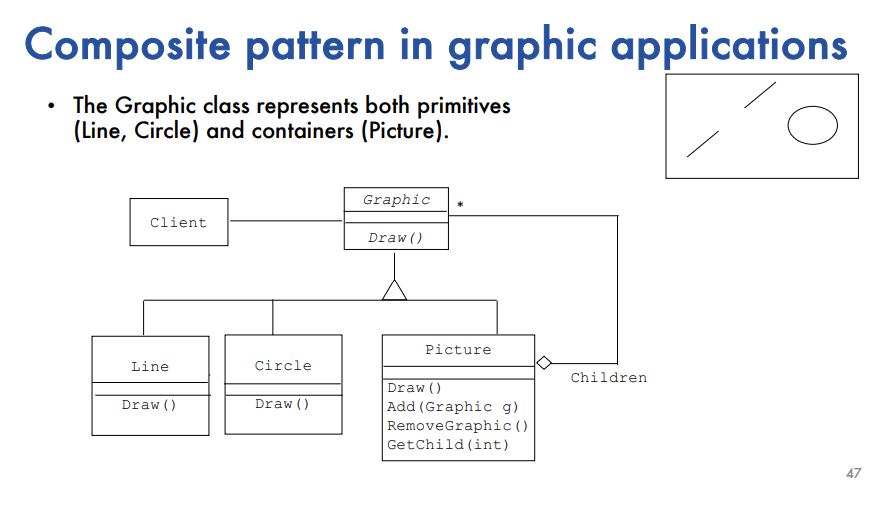 Composite pattern in graphic applications
• The Graphic class represents both primitives
(Line, Circle) and containers (Picture).
Client
Graphic
*
Draw()
Line
Draw()
Circle
Draw()
Picture
Draw()
Add(Graphic g)
RemoveGraphic()
GetChild(int)
Children
47